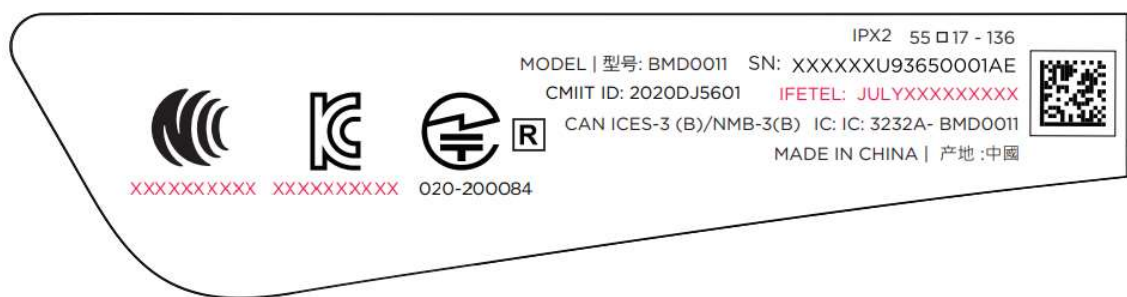 IPX2 55 17 - 136
MODEL | 型号: BMD0011 SN: XXXXXXU93650001AE
CMIIT ID: 2020DJ5601 IFETEL: JULYXXXXXXXXX
CAN ICES-3 (B)/NMB-3(B) IC: IC: 3232A- BMD0011
MADE IN CHINA | 产地 :中國
R
XXXXXXXXXX XXXXXXXXXX 020-200084